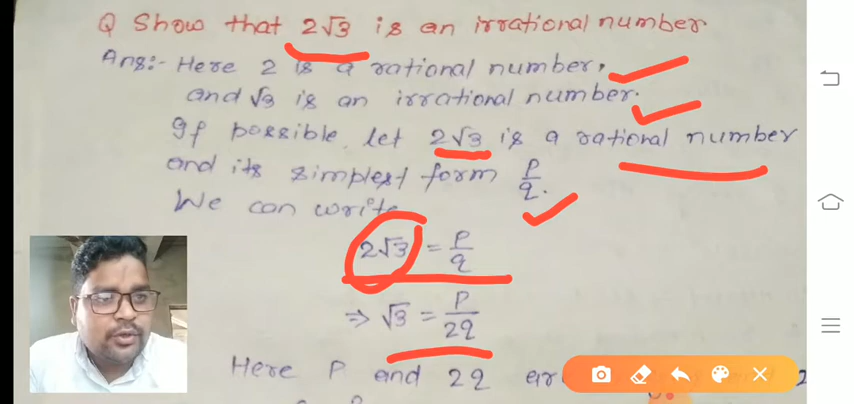 Q Show that 2√3 is an irrational number
Ans:- Here 2 is a rational number.
and √3 is an irrational number.
If possible let 2√3 is a rational number
and its simplest form p/q.
We can write
2√3 = p/q
⇒ √3 = p/2q
Here P and 2q